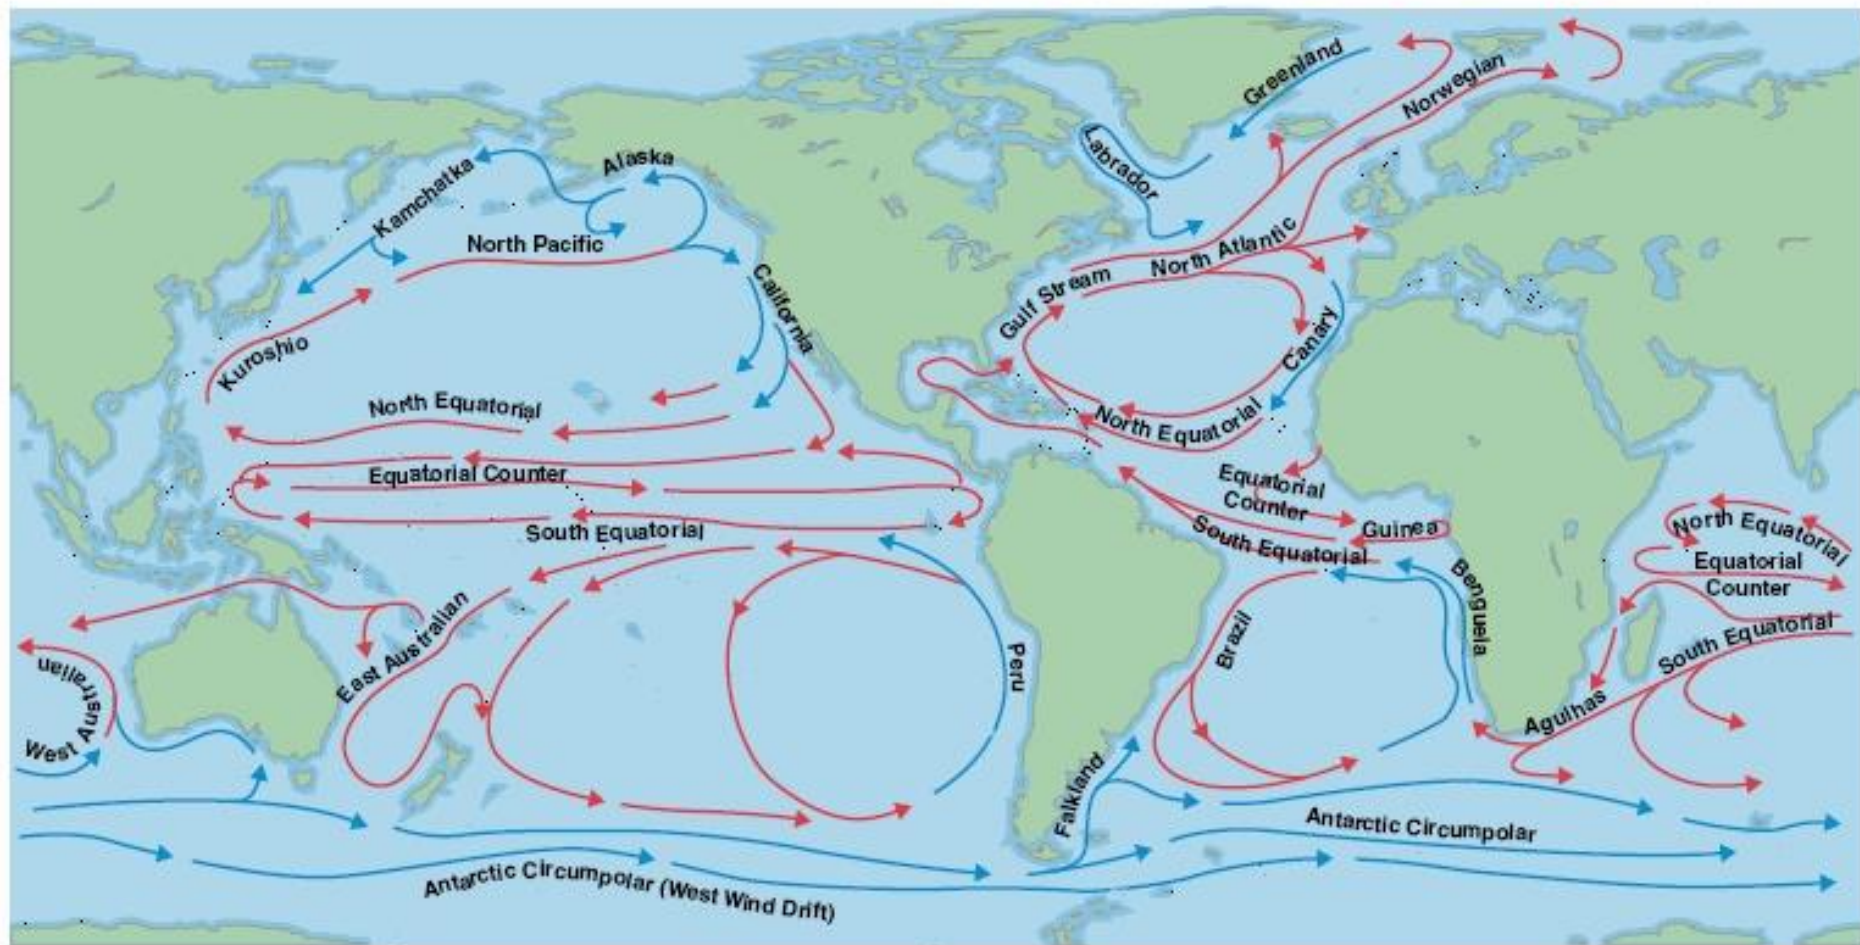 Greenland
Norwegian
Labrador
Alaska
Kamchatka
North Pacific
North Atlantic
Gulf Stream
California
Canary
Kuroshio
North Equatorial
North Equatorial
Equatorial Counter
Equatorial
Counter
South Equatorial
Guinea
South Equatorial
North Equatorial
Equatorial
Counter
South Equatorial
Benguela
East Australian
Brazil
Peru
West Australian
Agulhas
Falkland
Antarctic Circumpolar
Antarctic Circumpolar (West Wind Drift)